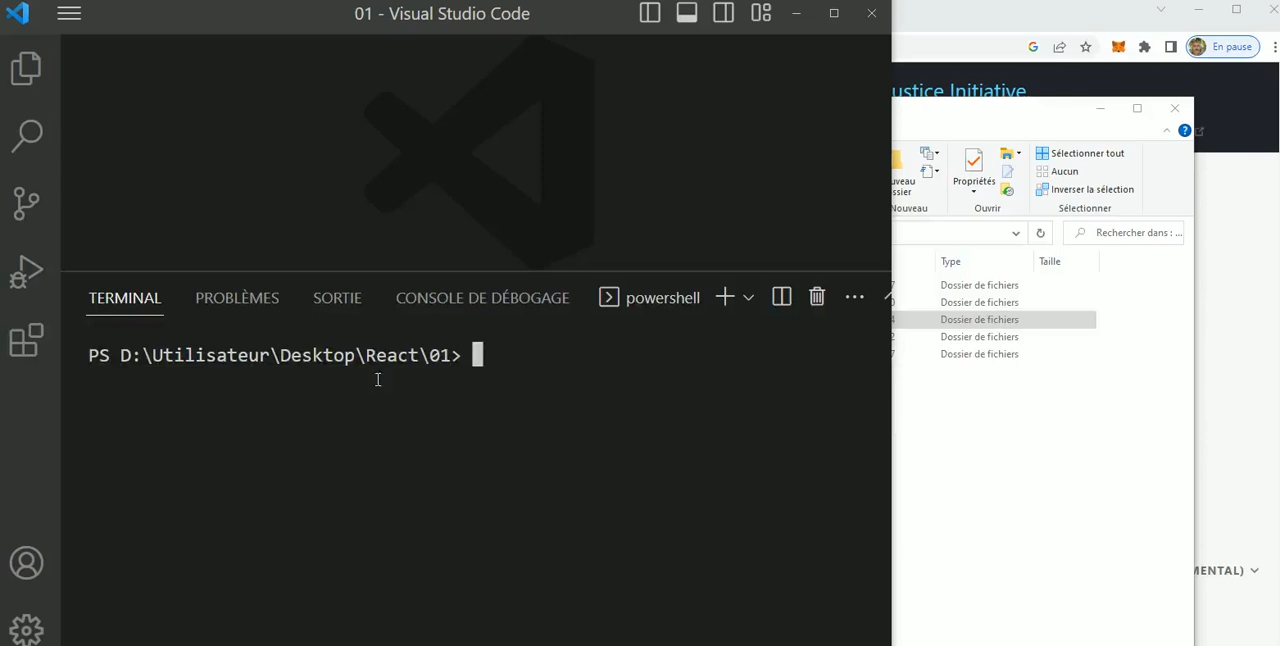 01 - Visual Studio Code
En pause
ustice Initiative
Sélectionner tout
Aucun
Inverser la sélection
Propriétés
uveau
ssier
Nouveau
Ouvrir
Sélectionner
Rechercher dans : ...
Type
Taille
Dossier de fichiers
Dossier de fichiers
Dossier de fichiers
Dossier de fichiers
Dossier de fichiers
TERMINAL
PROBLÈMES
SORTIE
CONSOLE DE DÉBOGAGE
powershell
PS D:\Utilisateur\Desktop\React\01>
MENTAL)